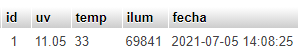 id uv temp ilum fecha
1 11.05 33 69841 2021-07-05 14:08:25